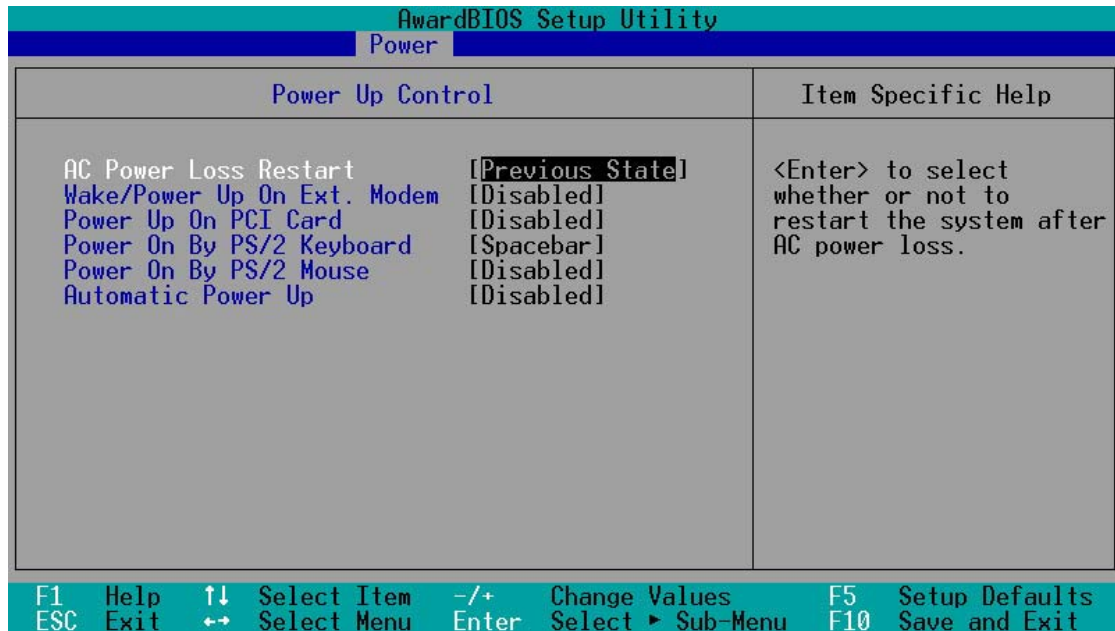 AwardBIOS Setup Utility
Power
Power Up Control
Item Specific Help
AC Power Loss Restart [Previous State]
Wake/Power Up On Ext. Modem [Disabled]
Power Up On PCI Card [Disabled]
Power On By PS/2 Keyboard [Spacebar]
Power On By PS/2 Mouse [Disabled]
Automatic Power Up [Disabled]
<Enter> to select
whether or not to
restart the system after
AC power loss.
F1 Help ↑↓ Select Item -/+ Change Values F5 Setup Defaults
ESC Exit ←→ Select Menu Enter Select ► Sub-Menu F10 Save and Exit